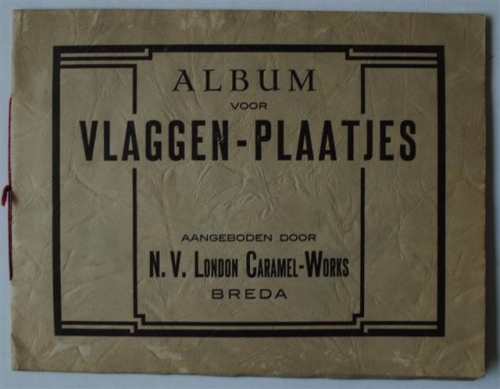 ALBUM
VOOR
VLAGGEN-PLAATJES
AANGEBODEN DOOR
N. V. LONDON CARAMEL-WORKS
BREDA